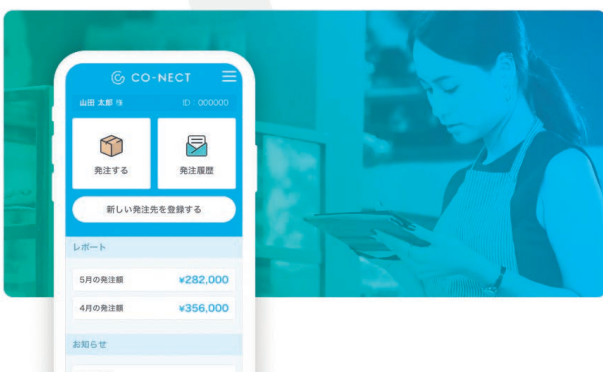 CO-NECT
山田 太郎 様
ID：000000
発注する
発注履歴
新しい発注先を登録する
レポート
5月の発注額
¥282,000
4月の発注額
¥356,000
お知らせ